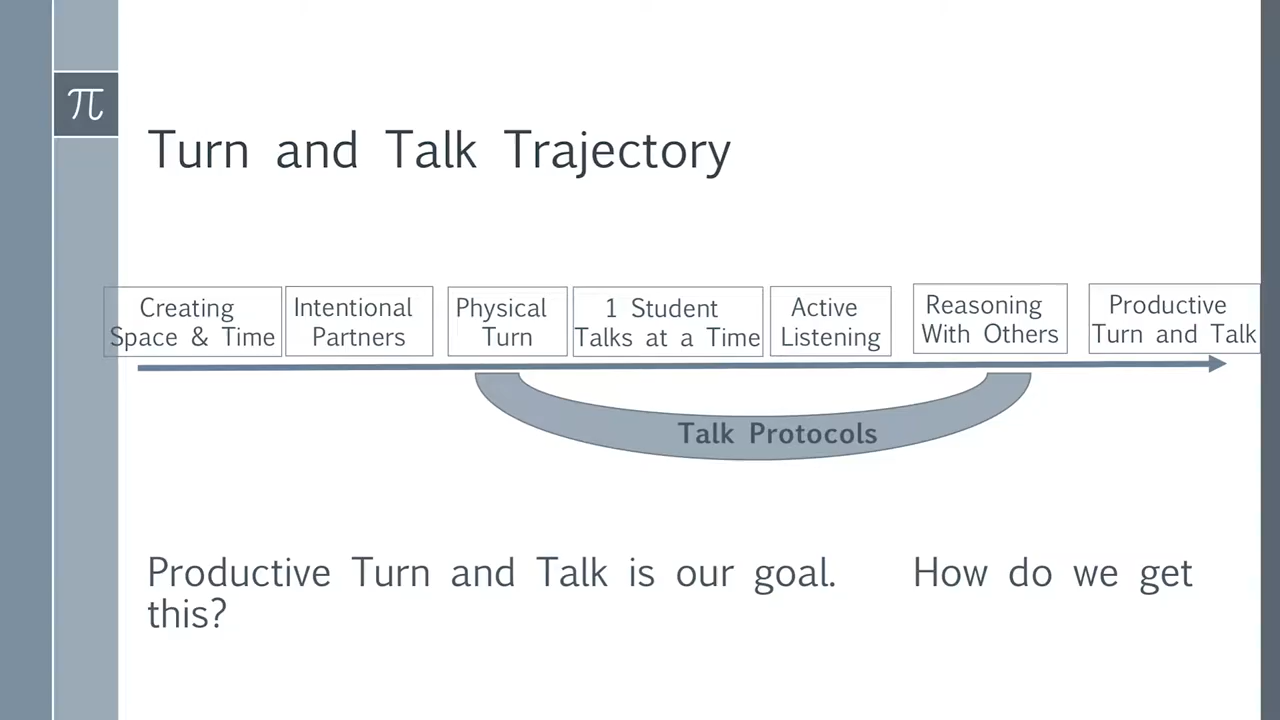 π
Turn and Talk Trajectory
Creating
Space & Time
Intentional
Partners
Physical
Turn
1 Student
Talks at a Time
Active
Listening
Reasoning
With Others
Productive
Turn and Talk
Talk Protocols
Productive Turn and Talk is our goal. How do we get
this?